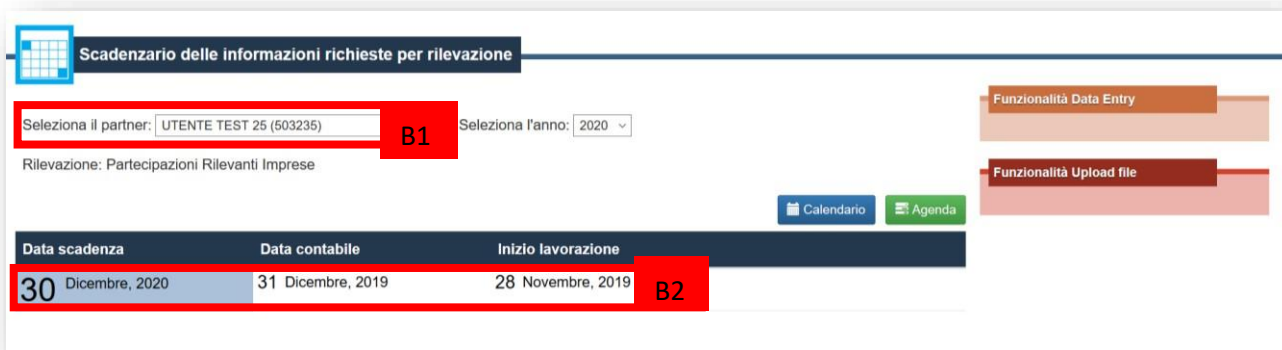 Scadenzario delle informazioni richieste per rilevazione
Seleziona il partner: UTENTE TEST 25 (503235) B1 Seleziona l'anno: 2020
Rilevazione: Partecipazioni Rilevanti Imprese
Calendario Agenda
Data scadenza Data contabile Inizio lavorazione
30 Dicembre, 2020 31 Dicembre, 2019 28 Novembre, 2019 B2
Funzionalità Data Entry
Funzionalità Upload file